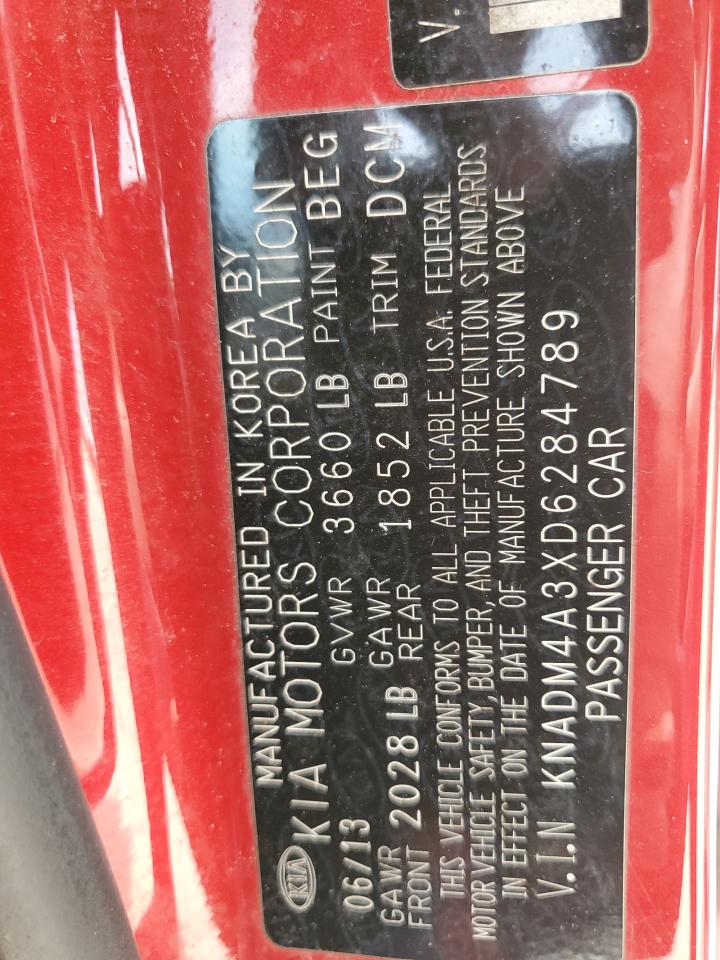 V.
MANUFACTURED IN KOREA BY
KIA KIA MOTORS CORPORATION
06/13 GVWR 3660 LB PAINT BEG
GAWR FRONT 2028 LB GAWR REAR 1852 LB TRIM DCM
THIS VEHICLE CONFORMS TO ALL APPLICABLE U.S.A. FEDERAL
MOTOR VEHICLE SAFETY, BUMPER, AND THEFT PREVENTION STANDARDS
IN EFFECT ON THE DATE OF MANUFACTURE SHOWN ABOVE
V.I.N KNADM4A3XD6284789
PASSENGER CAR